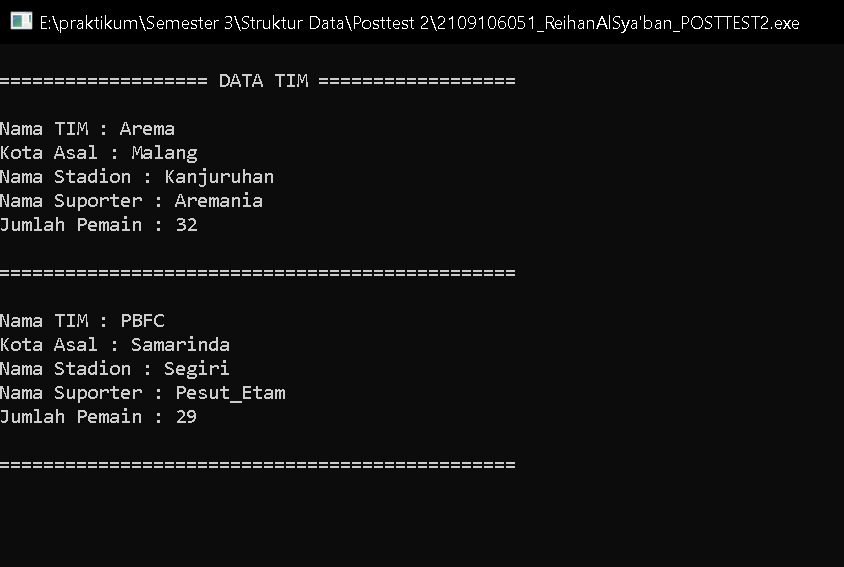 E:\praktikum\Semester 3\Struktur Data\Posttest 2\2109106051_ReihanAlSya'ban_POSTTEST2.exe
=================== DATA TIM ==================
Nama TIM : Arema
Kota Asal : Malang
Nama Stadion : Kanjuruhan
Nama Suporter : Aremania
Jumlah Pemain : 32
===============================================
Nama TIM : PBFC
Kota Asal : Samarinda
Nama Stadion : Segiri
Nama Suporter : Pesut_Etam
Jumlah Pemain : 29
===============================================